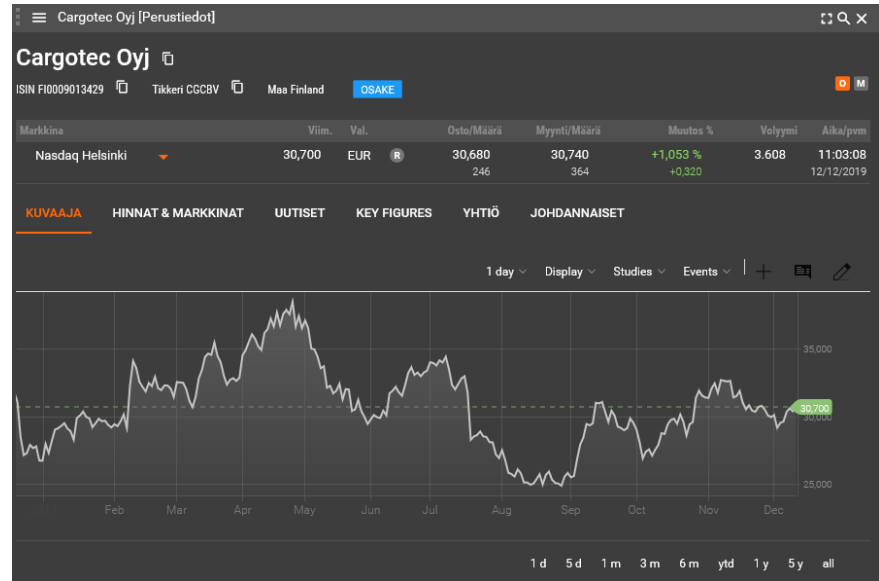 Cargotec Oyj [Perustiedot]
Cargotec Oyj
ISIN FI0009013429 Tikkeri CGCBV Maa Finland OSAKE O M
Markkina Viim. Val. Osto/Määrä Myynti/Määrä Muutos % Volyymi Aika/pvm
Nasdaq Helsinki 30,700 EUR R 30,680 30,740 +1,053 % 3.608 11:03:08
246 364 +0,320 12/12/2019
KUVAAJA HINNAT & MARKKINAT UUTISET KEY FIGURES YHTIÖ JOHDANNAISET
1 day Display Studies Events
35,000
30,700
30,000
25,000
Feb Mar Apr May Jun Jul Aug Sep Oct Nov Dec
1 d 5 d 1 m 3 m 6 m ytd 1 y 5 y all